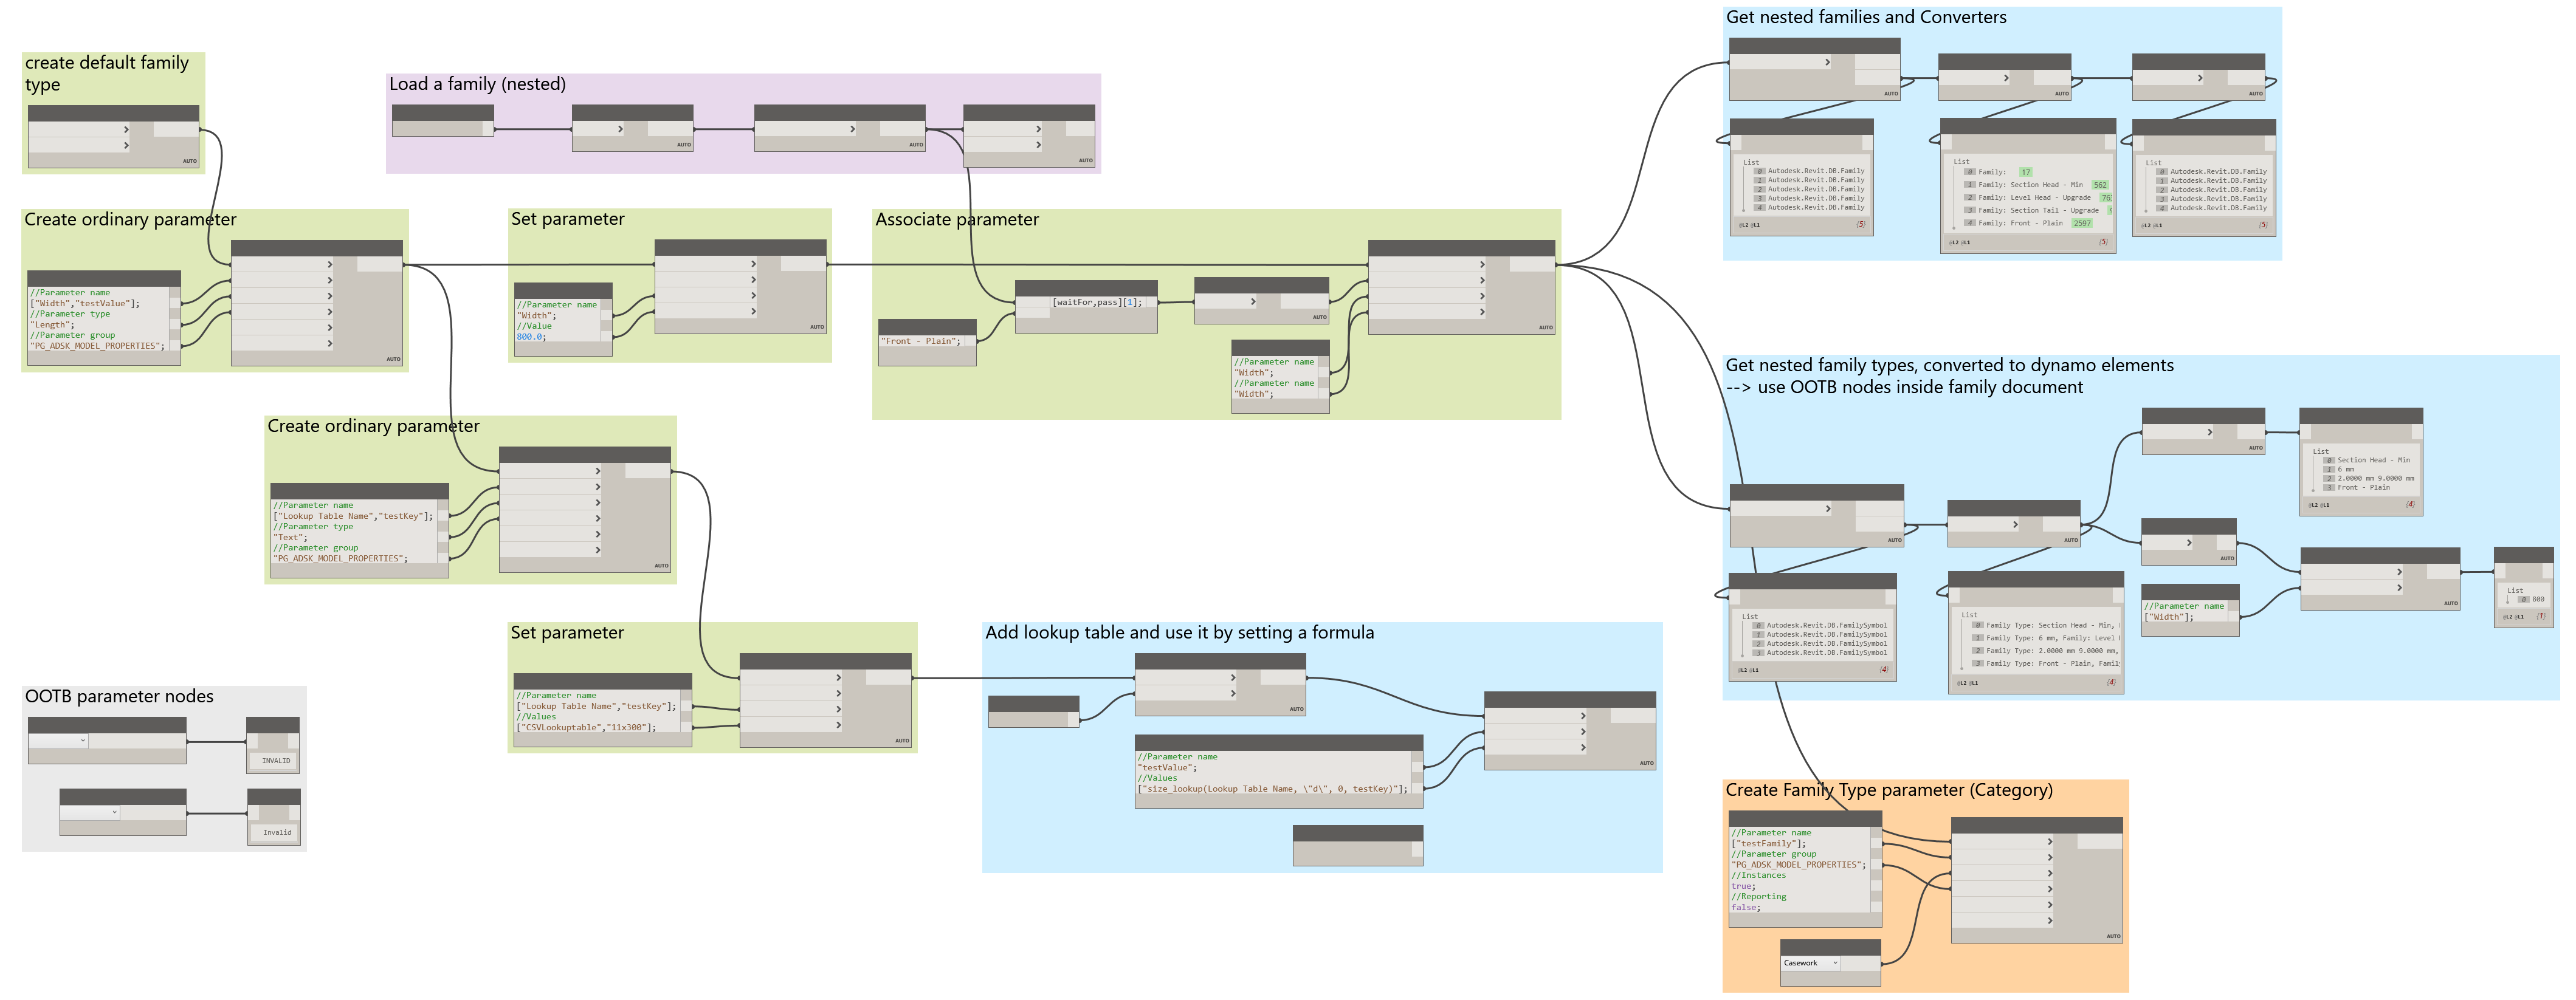 create default family
type
AUTO
Load a family (nested)
AUTO
AUTO
AUTO
Create ordinary parameter
//Parameter name
["Width","testValue"];
//Parameter type
"Length";
//Parameter group
"PG_ADSK_MODEL_PROPERTIES";
AUTO
Set parameter
//Parameter name
"Width";
//Value
800.0;
AUTO
Associate parameter
[waitFor,pass][1];
"Front - Plain";
AUTO
//Parameter name
"Width";
//Parameter name
"Width";
AUTO
Create ordinary parameter
//Parameter name
["Lookup Table Name","testKey"];
//Parameter type
"Text";
//Parameter group
"PG_ADSK_MODEL_PROPERTIES";
AUTO
Set parameter
//Parameter name
["Lookup Table Name","testKey"];
//Values
["CSVLookuptable","11x300"];
AUTO
Add lookup table and use it by setting a formula
AUTO
//Parameter name
"testValue";
//Values
["size_lookup(Lookup Table Name, \"d\", 0, testKey)"];
AUTO
OOTB parameter nodes
INVALID
Invalid
Get nested families and Converters
AUTO
AUTO
AUTO
List
0 Autodesk.Revit.DB.Family
1 Autodesk.Revit.DB.Family
2 Autodesk.Revit.DB.Family
3 Autodesk.Revit.DB.Family
4 Autodesk.Revit.DB.Family
@L2 @L1 {5}
List
0 Family: 17
1 Family: Section Head - Min 562
2 Family: Level Head - Upgrade
3 Family: Section Tail - Upgrade
4 Family: Front - Plain 2597
@L2 @L1 {5}
List
0 Autodesk.Revit.DB.Family
1 Autodesk.Revit.DB.Family
2 Autodesk.Revit.DB.Family
3 Autodesk.Revit.DB.Family
4 Autodesk.Revit.DB.Family
@L2 @L1 {5}
Get nested family types, converted to dynamo elements
--> use OOTB nodes inside family document
AUTO
AUTO
AUTO
List
0 Section Head - Min
1 6 mm
2 2.0000 mm 9.0000 mm
3 Front - Plain
@L2 @L1 {4}
AUTO
//Parameter name
["Width"];
AUTO
List
0 800
@L2 @L1 {1}
List
0 Autodesk.Revit.DB.FamilySymbol
1 Autodesk.Revit.DB.FamilySymbol
2 Autodesk.Revit.DB.FamilySymbol
3 Autodesk.Revit.DB.FamilySymbol
@L2 @L1 {4}
List
0 Family Type: Section Head - Min,
1 Family Type: 6 mm, Family: Level
2 Family Type: 2.0000 mm 9.0000 mm,
3 Family Type: Front - Plain, Family
@L2 @L1 {4}
Create Family Type parameter (Category)
//Parameter name
["testFamily"];
//Parameter group
"PG_ADSK_MODEL_PROPERTIES";
//Instances
true;
//Reporting
false;
AUTO
Casework